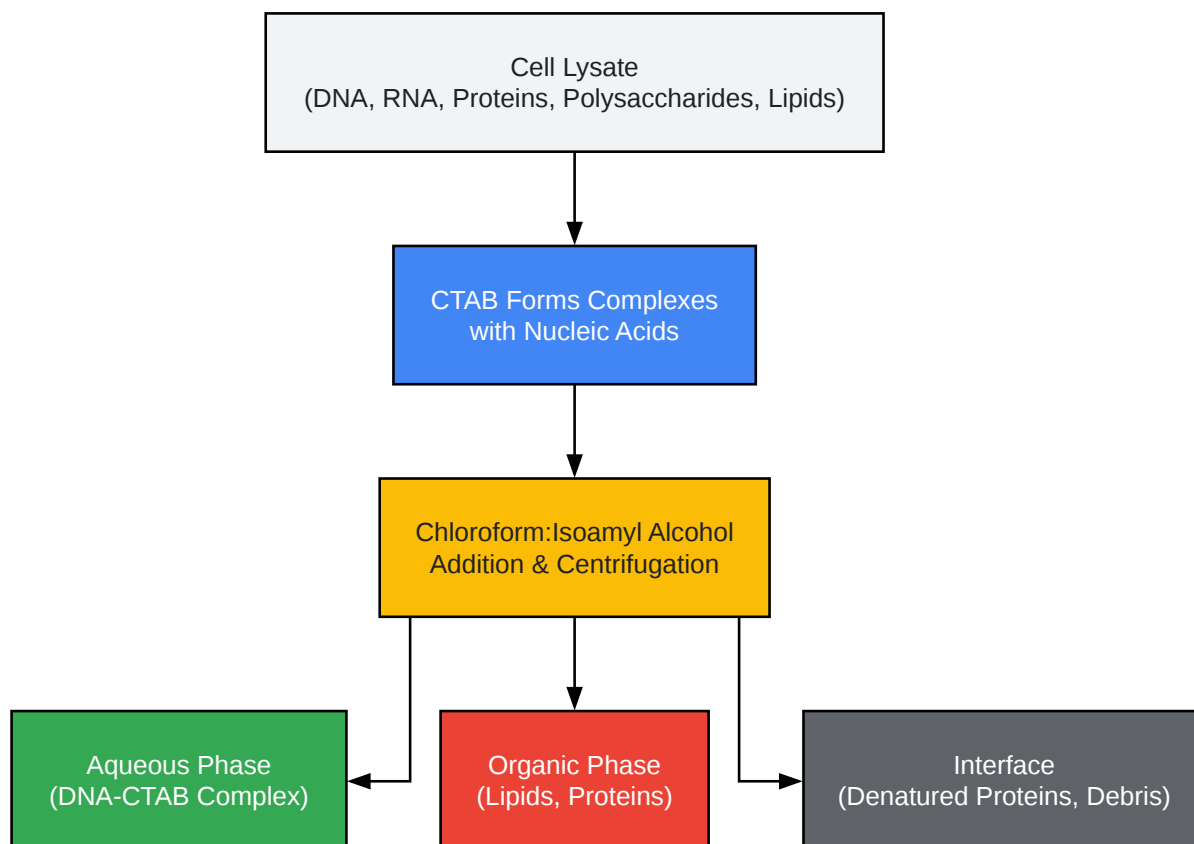 Cell Lysate
(DNA, RNA, Proteins, Polysaccharides, Lipids)
CTAB Forms Complexes
with Nucleic Acids
Chloroform:Isoamyl Alcohol
Addition & Centrifugation
Aqueous Phase
(DNA-CTAB Complex)
Organic Phase
(Lipids, Proteins)
Interface
(Denatured Proteins, Debris)